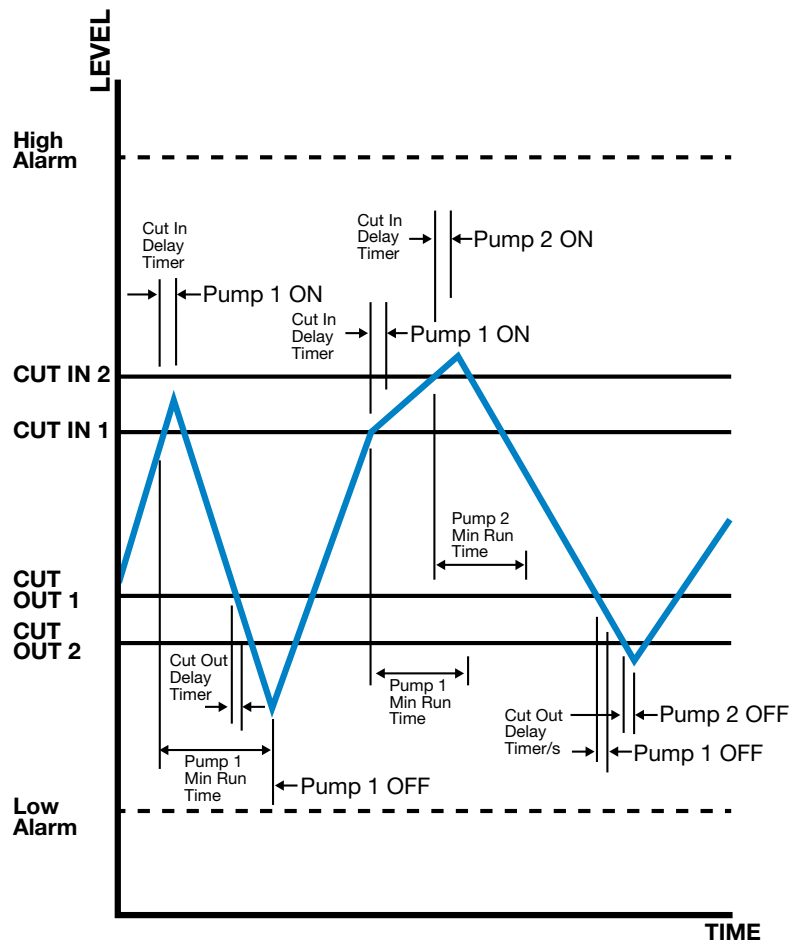 LEVEL
High
Alarm
Cut In
Delay
Timer
Pump 1 ON
Cut In
Delay
Timer
Pump 2 ON
Cut In
Delay
Timer
Pump 1 ON
CUT IN 2
CUT IN 1
Pump 2
Min Run
Time
CUT
OUT 1
CUT
OUT 2
Cut Out
Delay
Timer
Pump 1
Min Run
Time
Pump 1 OFF
Pump 1
Min Run
Time
Cut Out
Delay
Timer/s
Pump 2 OFF
Pump 1 OFF
Low
Alarm
TIME